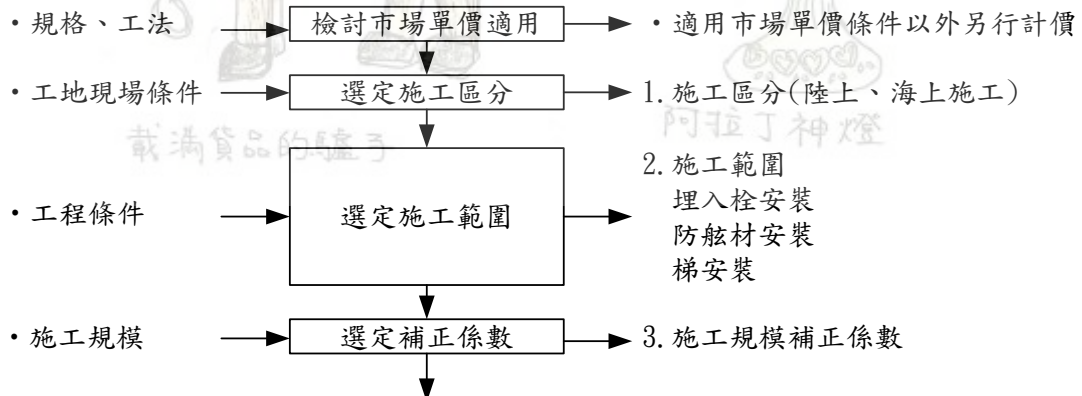 ・規格、工法 檢討市場單價適用 ・適用市場單價條件以外另行計價
・工地現場條件 選定施工區分 1.施工區分(陸上、海上施工)
載滿貨品的驢子 阿拉丁神燈
2.施工範圍
埋入栓安裝
・工程條件 選定施工範圍
防舷材安裝
梯安裝
・施工規模 選定補正係數 3.施工規模補正係數